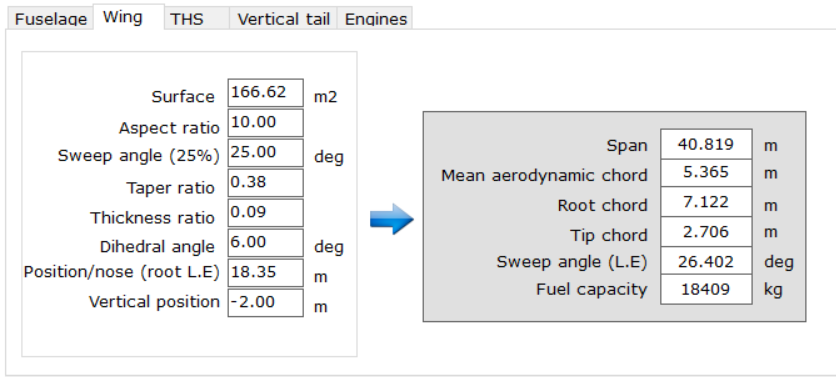 Fuselage Wing THS Vertical tail Engines
Surface 166.62 m2
Aspect ratio 10.00
Sweep angle (25%) 25.00 deg
Taper ratio 0.38
Thickness ratio 0.09
Dihedral angle 6.00 deg
Position/nose (root L.E) 18.35 m
Vertical position -2.00 m
Span 40.819 m
Mean aerodynamic chord 5.365 m
Root chord 7.122 m
Tip chord 2.706 m
Sweep angle (L.E) 26.402 deg
Fuel capacity 18409 kg